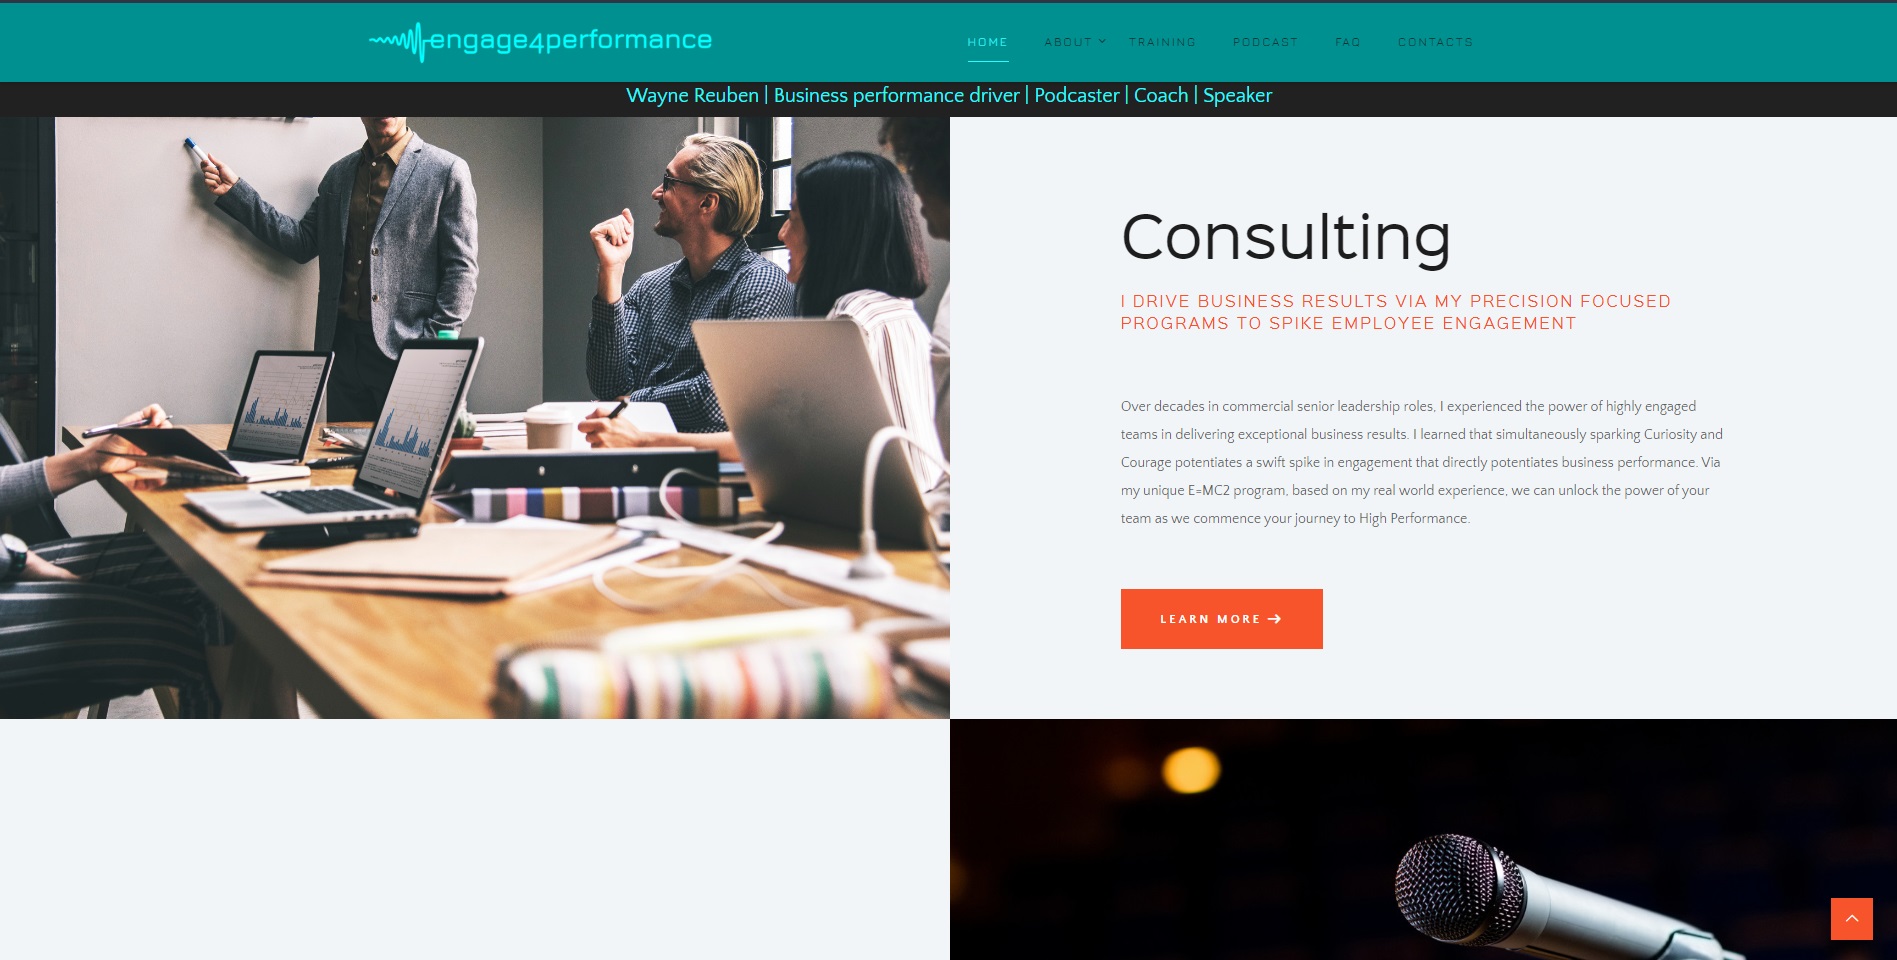 engage4performance
HOME ABOUT TRAINING PODCAST FAQ CONTACTS
Wayne Reuben | Business performance driver | Podcaster | Coach | Speaker
Consulting
I DRIVE BUSINESS RESULTS VIA MY PRECISION FOCUSED
PROGRAMS TO SPIKE EMPLOYEE ENGAGEMENT
Over decades in commercial senior leadership roles, I experienced the power of highly engaged
teams in delivering exceptional business results. I learned that simultaneously sparking Curiosity and
Courage potentiates a swift spike in engagement that directly potentiates business performance. Via
my unique E=MC2 program, based on my real world experience, we can unlock the power of your
team as we commence your journey to High Performance.
LEARN MORE →